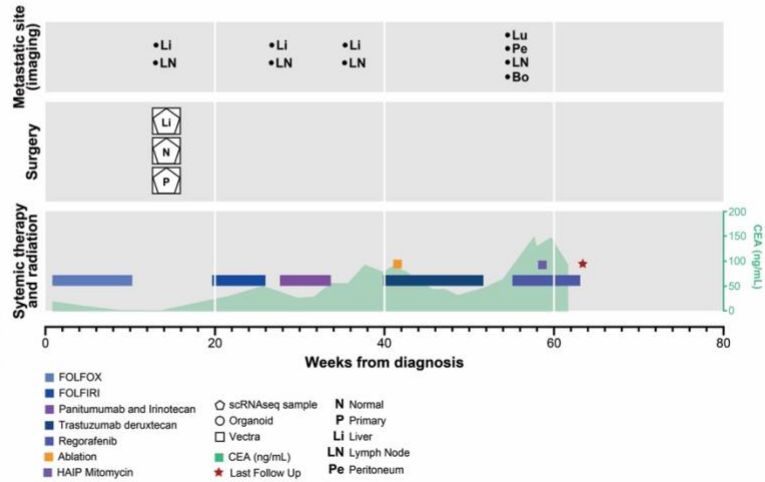 Metastatic site
(imaging)
•Li
•LN
•Li
•LN
•Li
•LN
•Lu
•Pe
•LN
•Bo
Surgery
Li
N
P
Sytemic therapy
and radiation
200
150
100
50
0
CEA (ng/mL)
0 20 40 60 80
Weeks from diagnosis
FOLFOX
FOLFIRI
Panitumumab and Irinotecan
Trastuzumab deruxtecan
Regorafenib
Ablation
HAIP Mitomycin
scRNAseq sample
Organoid
Vectra
CEA (ng/mL)
Last Follow Up
N Normal
P Primary
Li Liver
LN Lymph Node
Pe Peritoneum